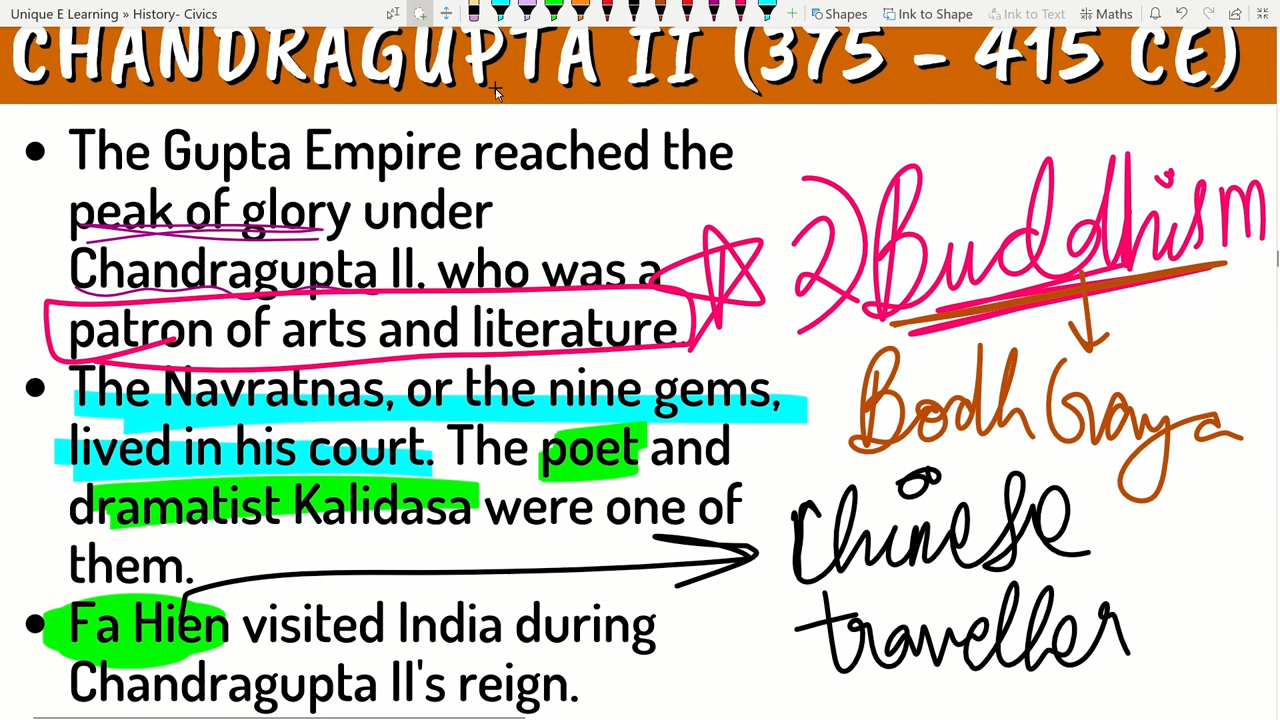 Unique E Learning » History- Civics
Shapes
Ink to Shape
Ink to Text
Maths
CHANDRAGUPTA II (375 - 415 CE)
• The Gupta Empire reached the
peak of glory under
Chandragupta II. who was a
patron of arts and literature.
• The Navratnas, or the nine gems,
lived in his court. The poet and
dramatist Kalidasa were one of
them.
• Fa Hien visited India during
Chandragupta II's reign.
2) Buddhism
Bodh Gaya
Chinese
traveller